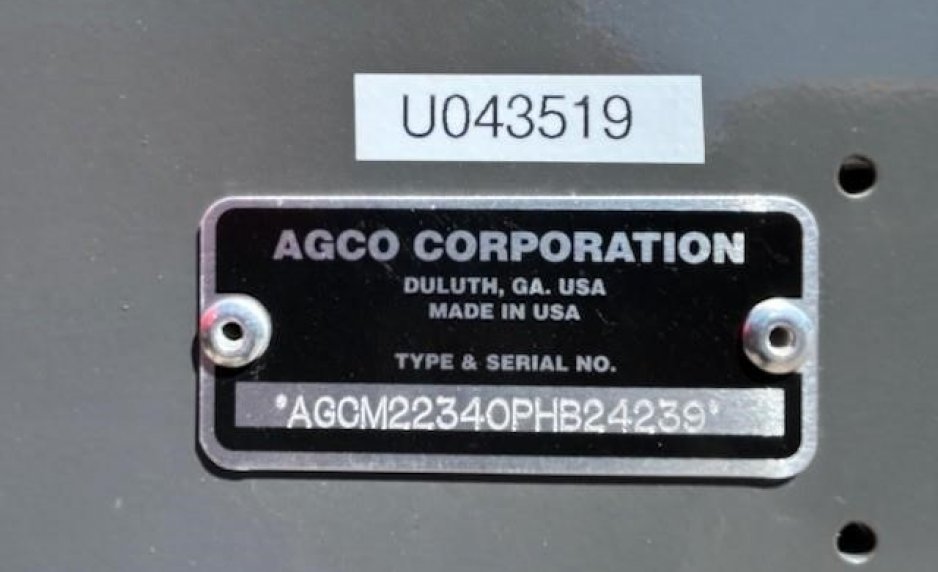 U043519
AGCO CORPORATION
DULUTH, GA. USA
MADE IN USA
TYPE & SERIAL NO.
*AGCM22340PHB24239*